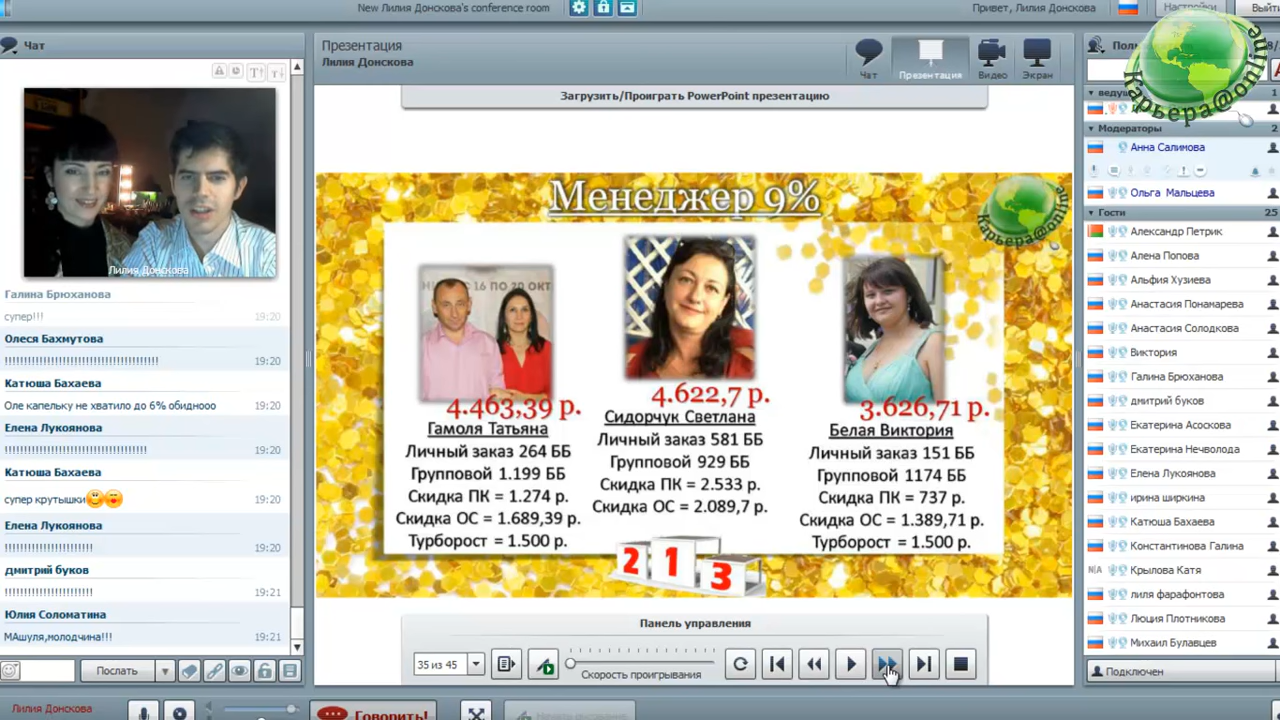 New Лилия Донскова's conference room
Привет, Лилия Донскова
Настройки
Выйти
Чат
Лилия Донскова
Галина Брюханова
супер!!!
19:20
Олеся Бахмутова
!!!!!!!!!!!!!!!!!!!!!!!!!!!!!!!!!!!!!!!
19:20
Катюша Бахаева
Оле капельку не хватило до 6% обиднооо
19:20
Елена Лукоянова
!!!!!!!!!!!!!!!!!!!!!!!!!!!!!!!!!!!!
19:20
Катюша Бахаева
супер крутышки
19:20
Елена Лукоянова
!!!!!!!!!!!!!!!!!!!!!!
19:20
дмитрий буков
!!!!!!!!!!!!!!!!!!!!!!
19:21
Юлия Соломатина
МАшуля,молодчина!!!
19:21
Послать
Лилия Донскова
Говорить!
Презентация
Лилия Донскова
Чат
Презентация
Видео
Экран
Загрузить/Проиграть PowerPoint презентацию
Менеджер 9%
Карьера@online
4.463,39 р.
Гамоля Татьяна
Личный заказ 264 ББ
Групповой 1.199 ББ
Скидка ПК = 1.274 р.
Скидка ОС = 1.689,39 р.
Турборост = 1.500 р.
4.622,7 р.
Сидорчук Светлана
Личный заказ 581 ББ
Групповой 929 ББ
Скидка ПК = 2.533 р.
Скидка ОС = 2.089,7 р.
3.626,71 р.
Белая Виктория
Личный заказ 151 ББ
Групповой 1174 ББ
Скидка ПК = 737 р.
Скидка ОС = 1.389,71 р.
Турборост = 1.500 р.
2 1 3
Панель управления
35 из 45
Скорость проигрывания
Карьера@online
1
Модераторы
2
Анна Салимова
Ольга Мальцева
Гости
25
Александр Петрик
Алена Попова
Альфия Хузиева
Анастасия Понамарева
Анастасия Солодкова
Виктория
Галина Брюханова
дмитрий буков
Екатерина Асоскова
Екатерина Нечволода
Елена Лукоянова
ирина ширкина
Катюша Бахаева
Константинова Галина
N/A
Крылова Катя
лиля фарафонтова
Люция Плотникова
Михаил Булавцев
Подключен